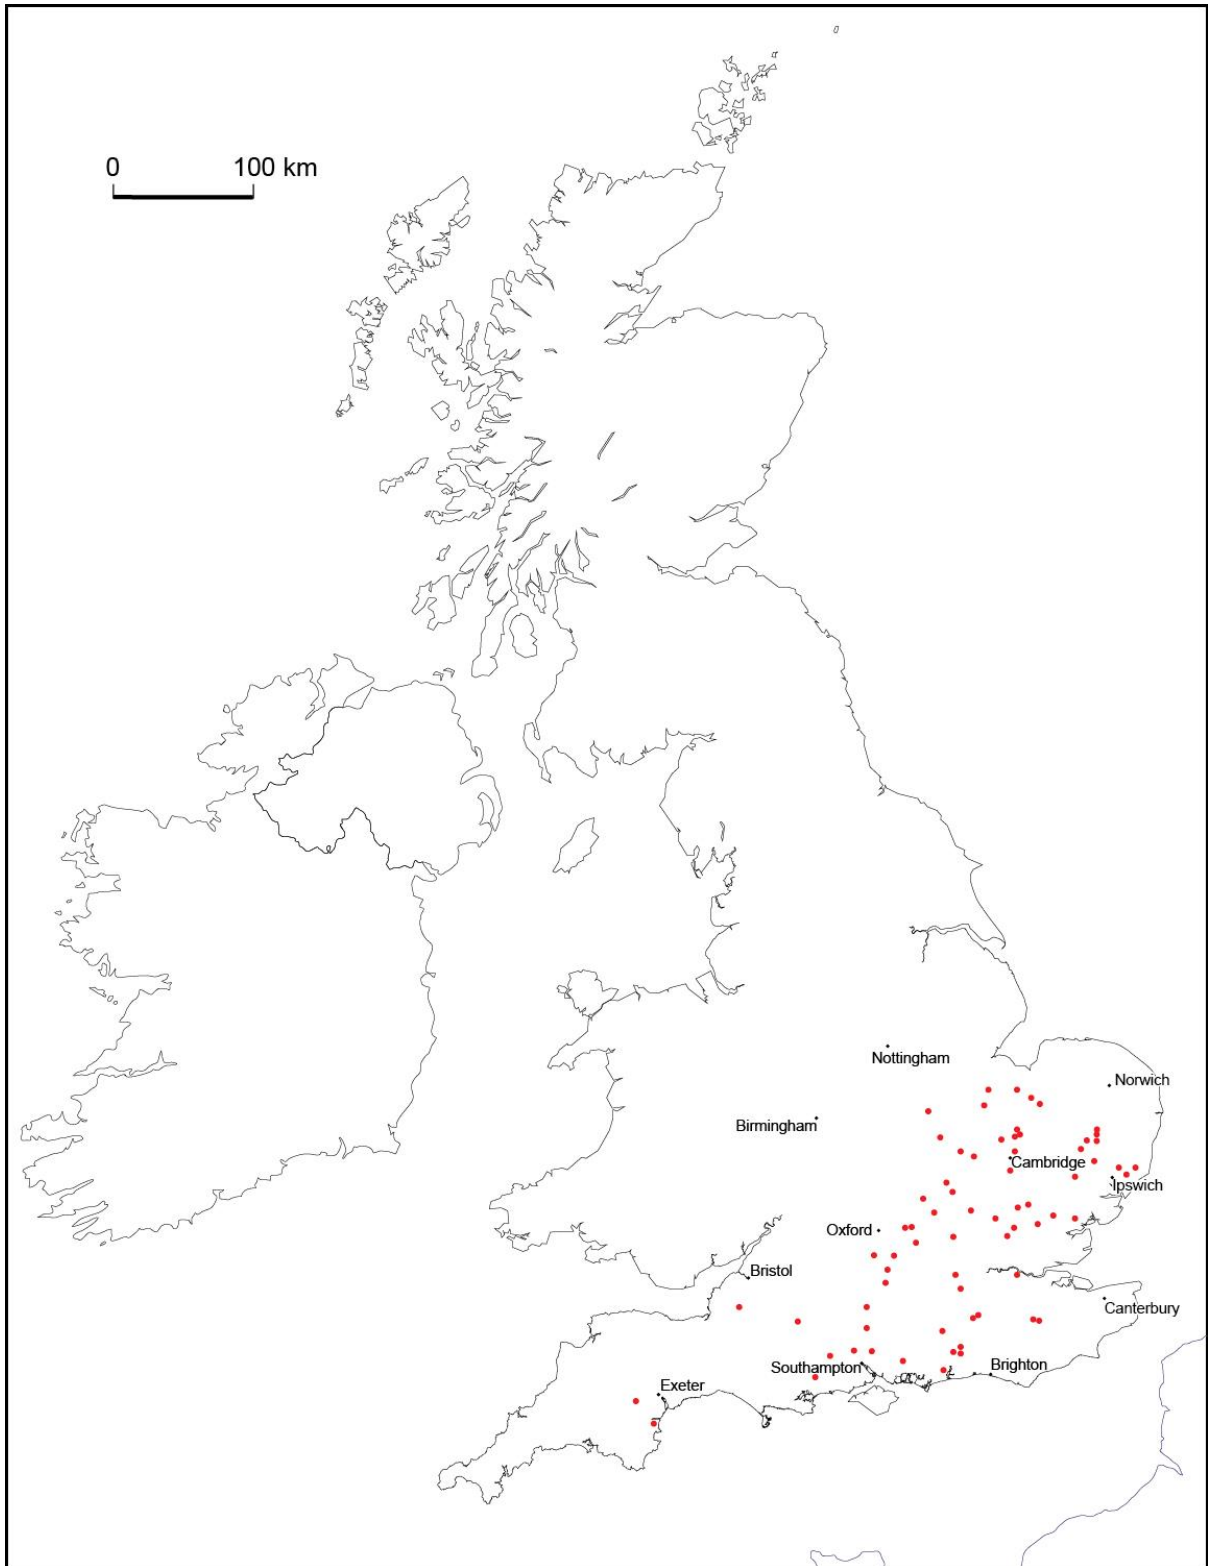 0 100 km
Nottingham
Norwich
Birmingham
Cambridge
Ipswich
Oxford
Bristol
Canterbury
Southampton
Brighton
Exeter